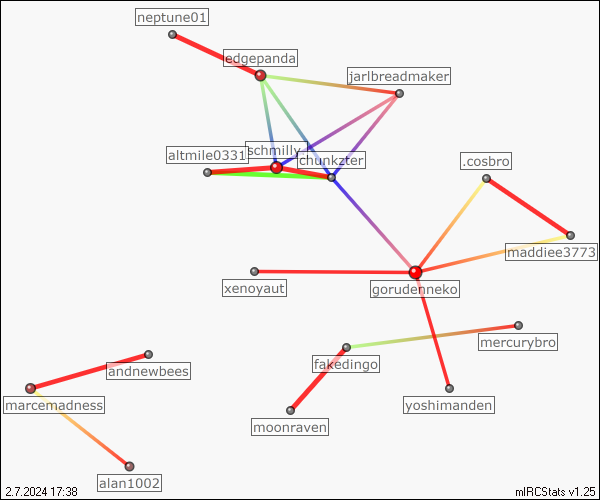 neptune01
edgepanda
jarlbreadmaker
altmile0331
schmilly
chunkzter
.cosbro
maddiee3773
xenoyaut
gorudenneko
mercurybro
andnewbees
fakedingo
marcemadness
moonraven
yoshimanden
alan1002
2.7.2024 17:38
mIRCStats v1.25